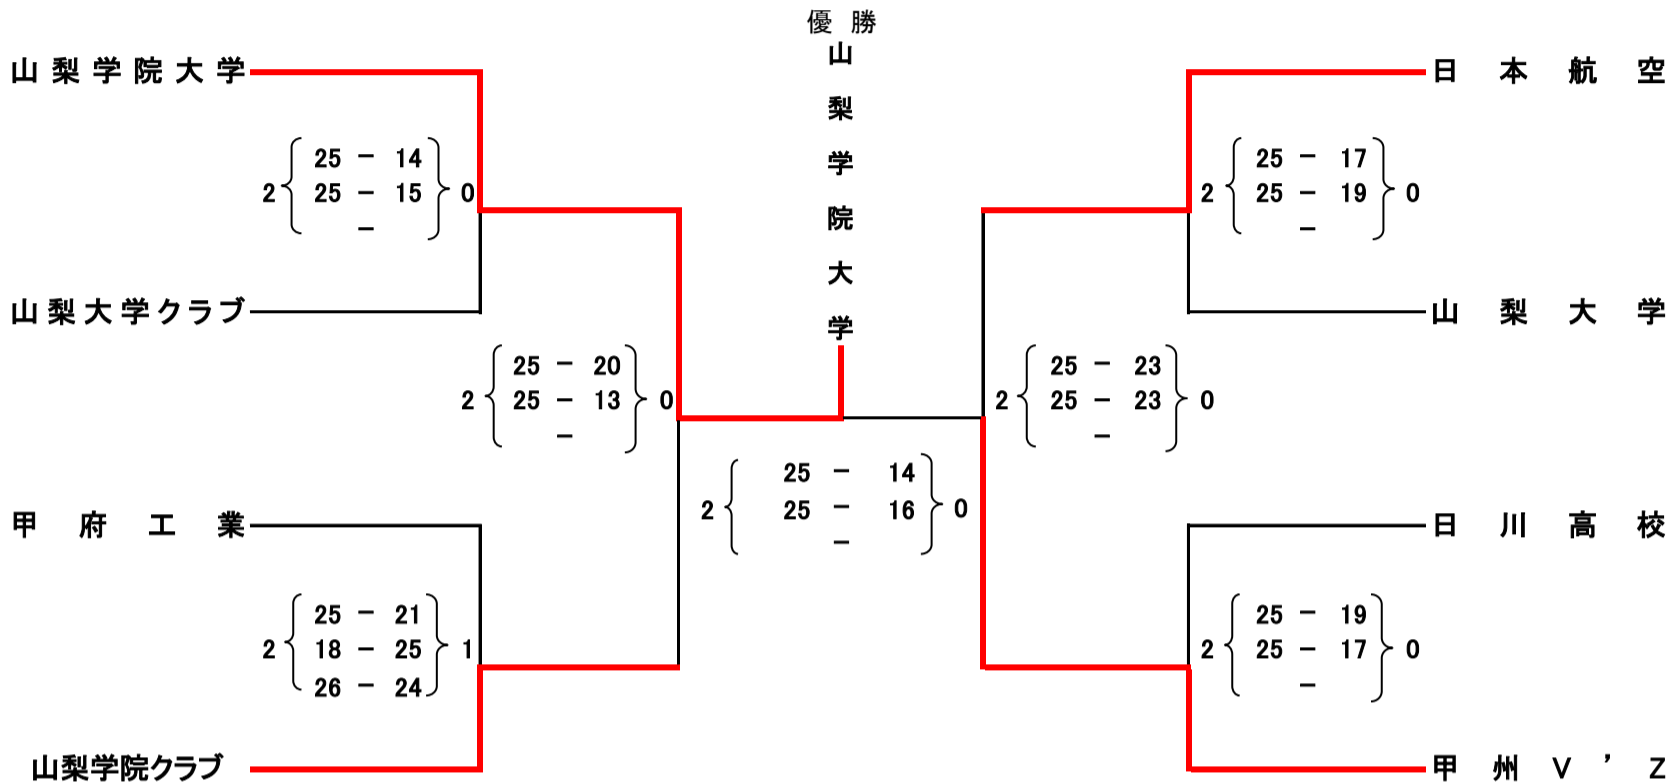 優 勝
山梨学院大学
山梨学院大学
日本航空
25 － 14
2 25 － 15 0
－
25 － 17
2 25 － 19 0
－
山梨大学クラブ
山梨大学
25 － 20
2 25 － 13 0
－
25 － 23
2 25 － 23 0
－
25 － 14
2 25 － 16 0
－
甲府工業
日川高校
25 － 21
2 18 － 25 1
26 － 24
25 － 19
2 25 － 17 0
－
山梨学院クラブ
甲州Ｖ’Ｚ